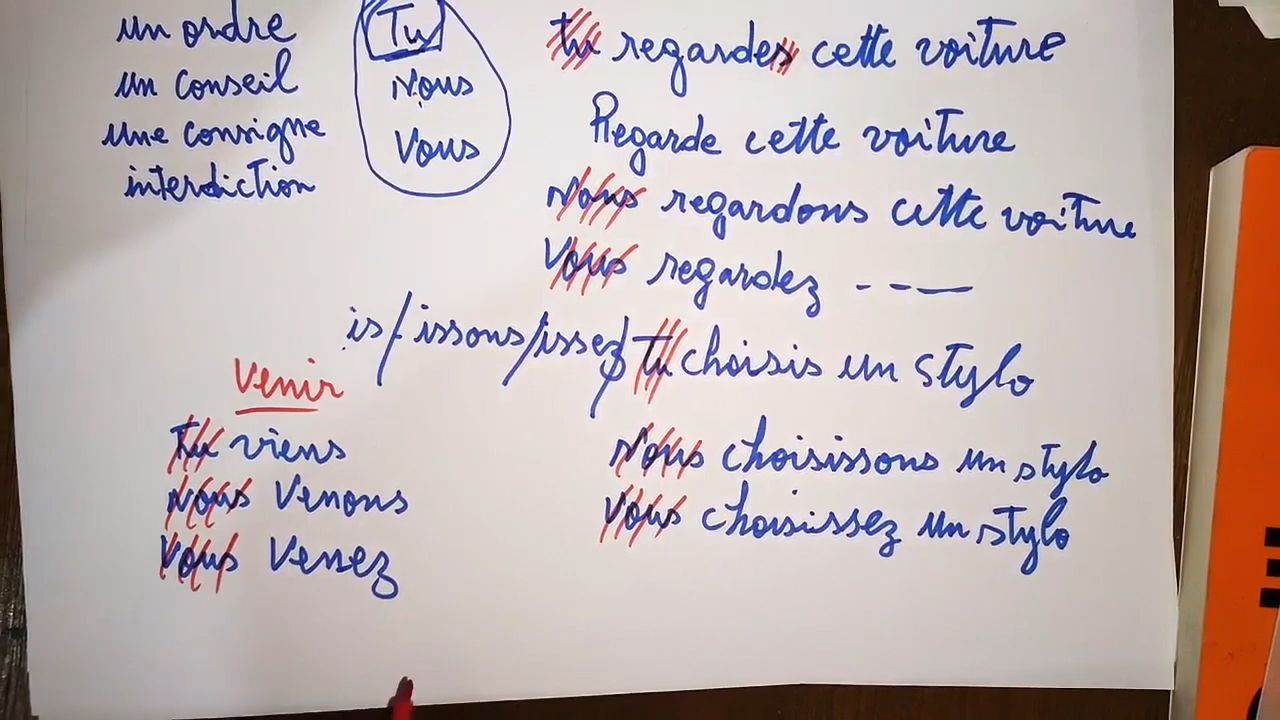 un ordre
un conseil
une consigne
interdiction
Tu
Nous
Vous
tu regardes cette voiture
Regarde cette voiture
Nous regardons cette voiture
Vous regardez -----
is/issons/issez
tu choisis un stylo
Nous choisissons un stylo
Vous choisissez un stylo
Venir
Tu viens
Nous Venons
Vous Venez